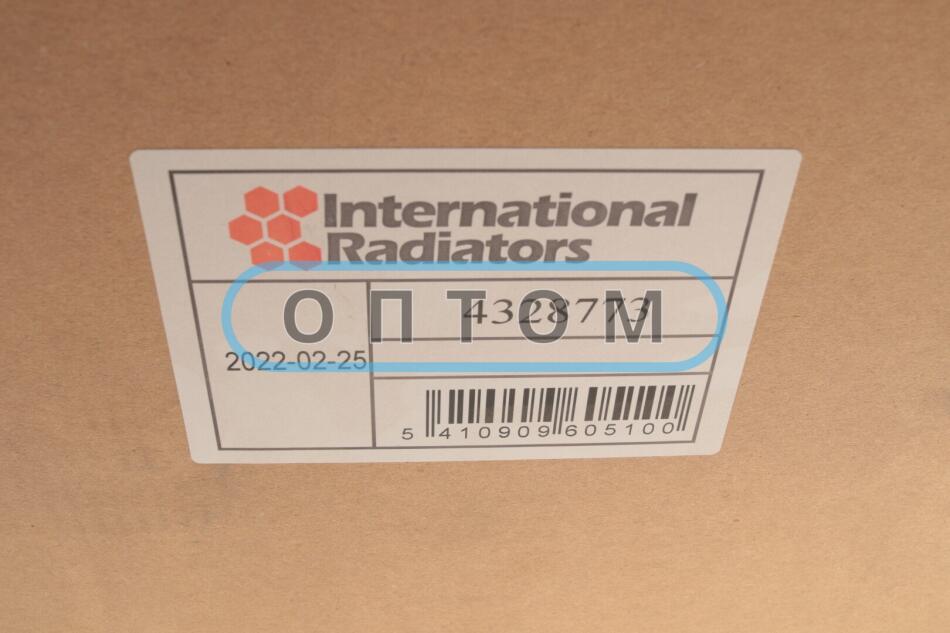 International
Radiators
4328773
ОПТОМ
2022-02-25
5 410909 605100